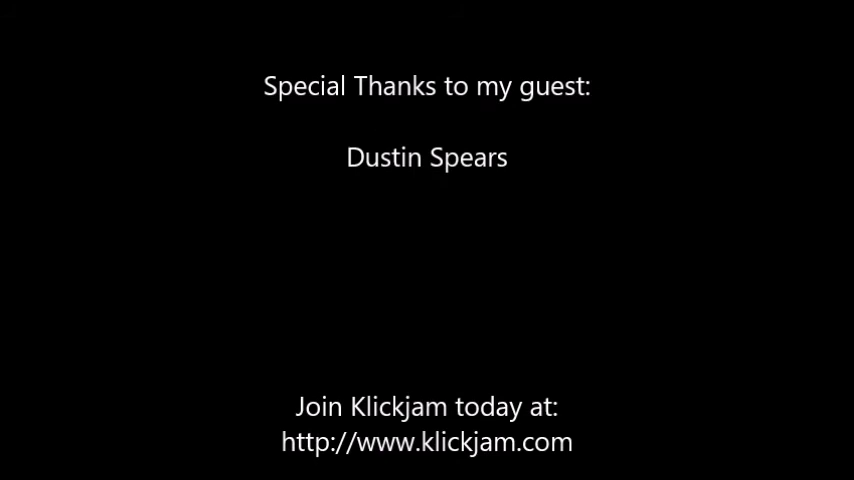 Special Thanks to my guest:
Dustin Spears
Join Klickjam today at:
http://www.klickjam.com